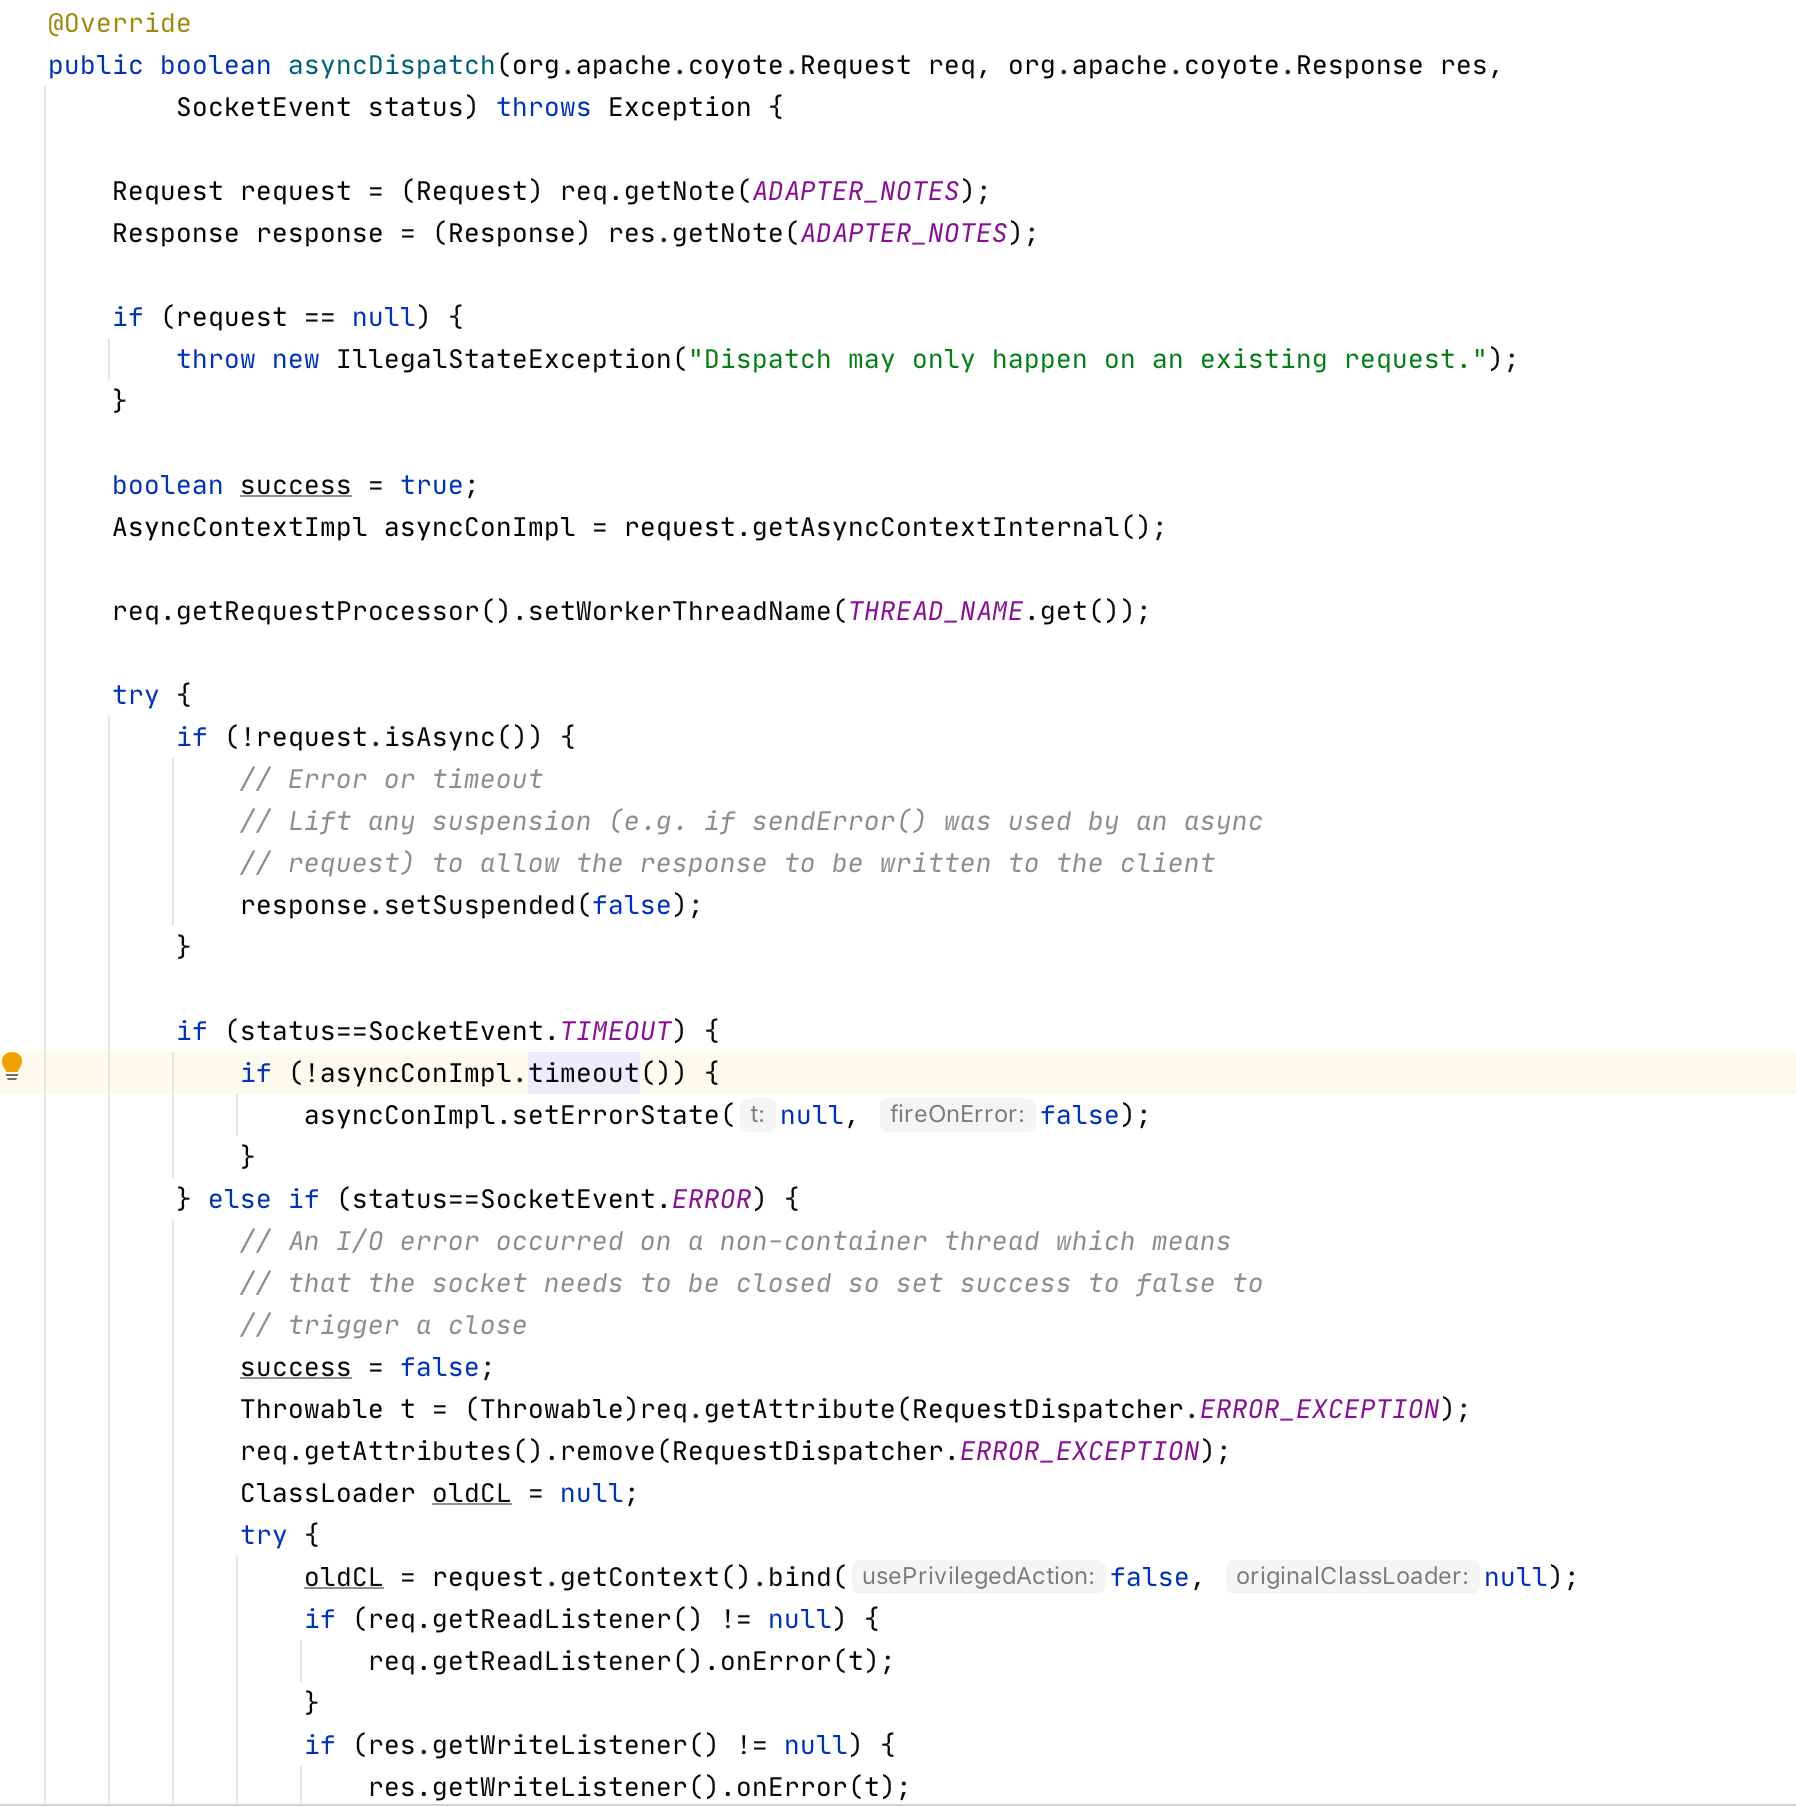 @Override
public boolean asyncDispatch(org.apache.coyote.Request req, org.apache.coyote.Response res,
        SocketEvent status) throws Exception {

    Request request = (Request) req.getNote(ADAPTER_NOTES);
    Response response = (Response) res.getNote(ADAPTER_NOTES);

    if (request == null) {
        throw new IllegalStateException("Dispatch may only happen on an existing request.");
    }

    boolean success = true;
    AsyncContextImpl asyncConImpl = request.getAsyncContextInternal();

    req.getRequestProcessor().setWorkerThreadName(THREAD_NAME.get());

    try {
        if (!request.isAsync()) {
            // Error or timeout
            // Lift any suspension (e.g. if sendError() was used by an async
            // request) to allow the response to be written to the client
            response.setSuspended(false);
        }

        if (status==SocketEvent.TIMEOUT) {
            if (!asyncConImpl.timeout()) {
                asyncConImpl.setErrorState( t: null,  fireOnError: false);
            }
        } else if (status==SocketEvent.ERROR) {
            // An I/O error occurred on a non-container thread which means
            // that the socket needs to be closed so set success to false to
            // trigger a close
            success = false;
            Throwable t = (Throwable)req.getAttribute(RequestDispatcher.ERROR_EXCEPTION);
            req.getAttributes().remove(RequestDispatcher.ERROR_EXCEPTION);
            ClassLoader oldCL = null;
            try {
                oldCL = request.getContext().bind( usePrivilegedAction: false,  originalClassLoader: null);
                if (req.getReadListener() != null) {
                    req.getReadListener().onError(t);
                }
                if (res.getWriteListener() != null) {
                    res.getWriteListener().onError(t);